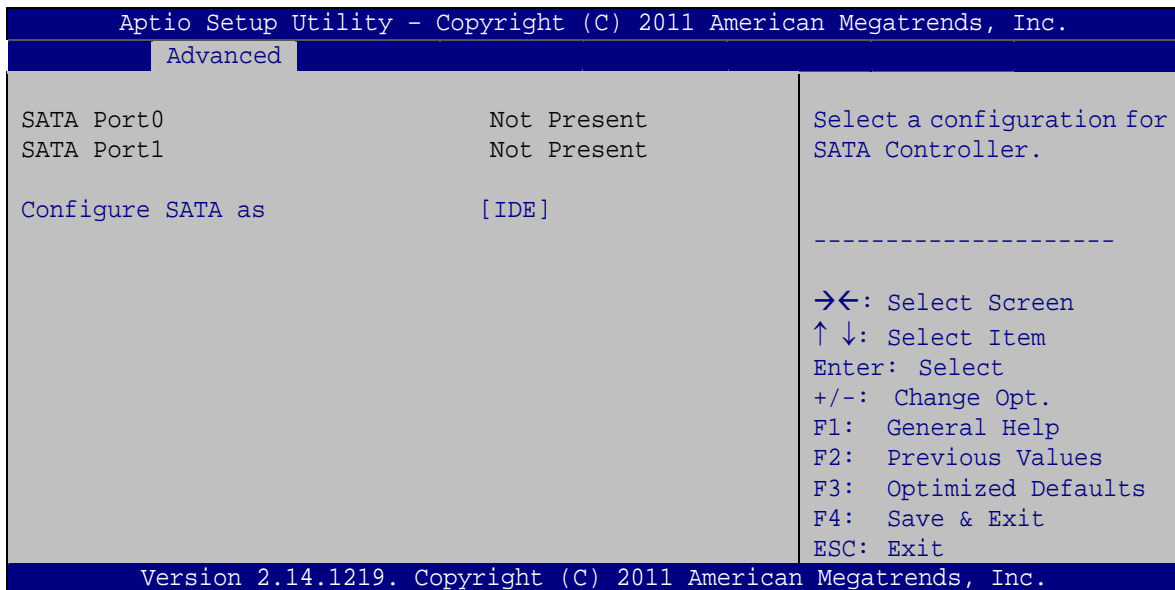 Aptio Setup Utility – Copyright (C) 2011 American Megatrends, Inc.
Advanced
SATA Port0 Not Present
SATA Port1 Not Present
Configure SATA as [IDE]
Select a configuration for
SATA Controller.
---------------------
→←: Select Screen
↑ ↓: Select Item
Enter: Select
+/-: Change Opt.
F1: General Help
F2: Previous Values
F3: Optimized Defaults
F4: Save & Exit
ESC: Exit
Version 2.14.1219. Copyright (C) 2011 American Megatrends, Inc.